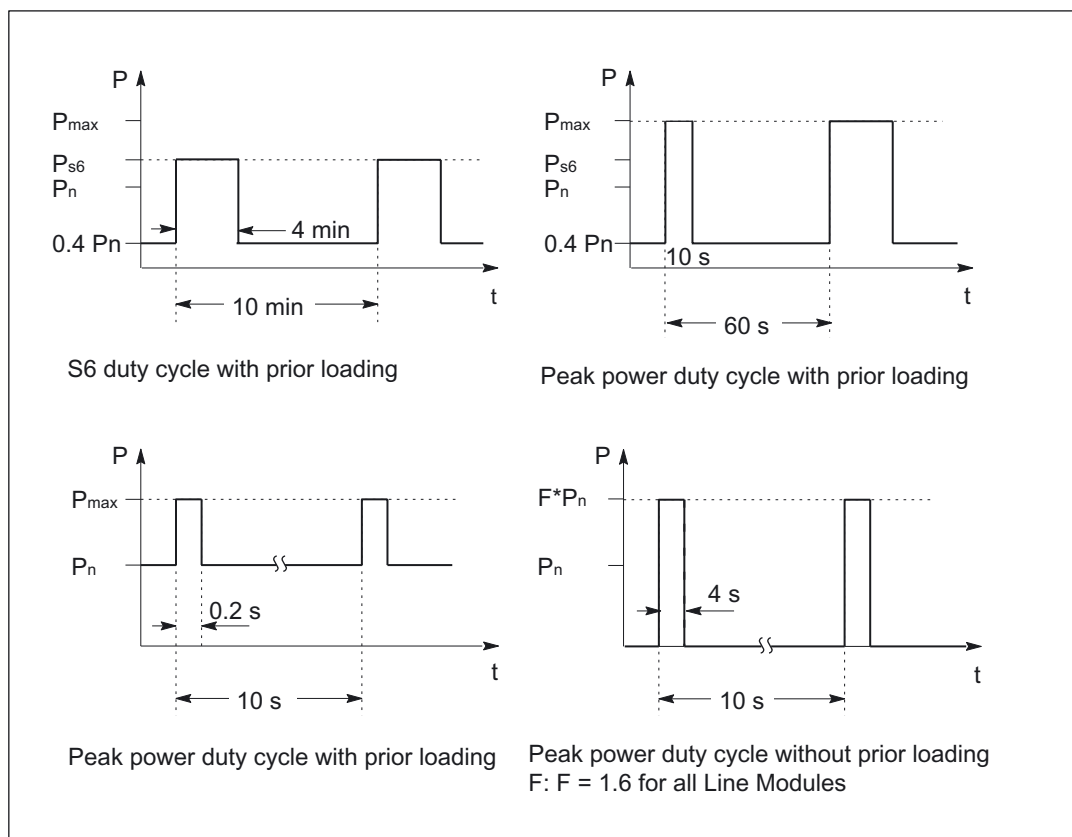 P
Pmax
Ps6
Pn
0.4 Pn
4 min
10 min
t
S6 duty cycle with prior loading
P
Pmax
Ps6
Pn
0.4 Pn
10 s
60 s
t
Peak power duty cycle with prior loading
P
Pmax
Pn
0.2 s
10 s
t
Peak power duty cycle with prior loading
P
F*Pn
Pn
4 s
10 s
t
Peak power duty cycle without prior loading
F: F = 1.6 for all Line Modules